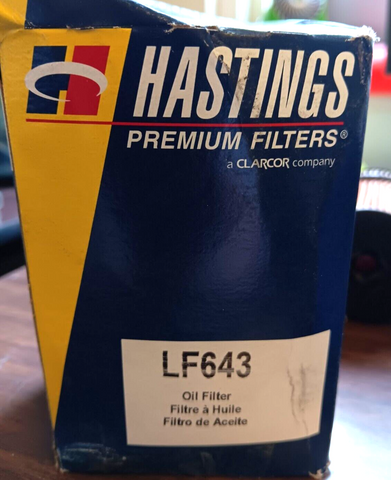 H
HASTINGS
PREMIUM FILTERS®
a CLARCOR company
LF643
Oil Filter
Filtre à Huile
Filtro de Aceite